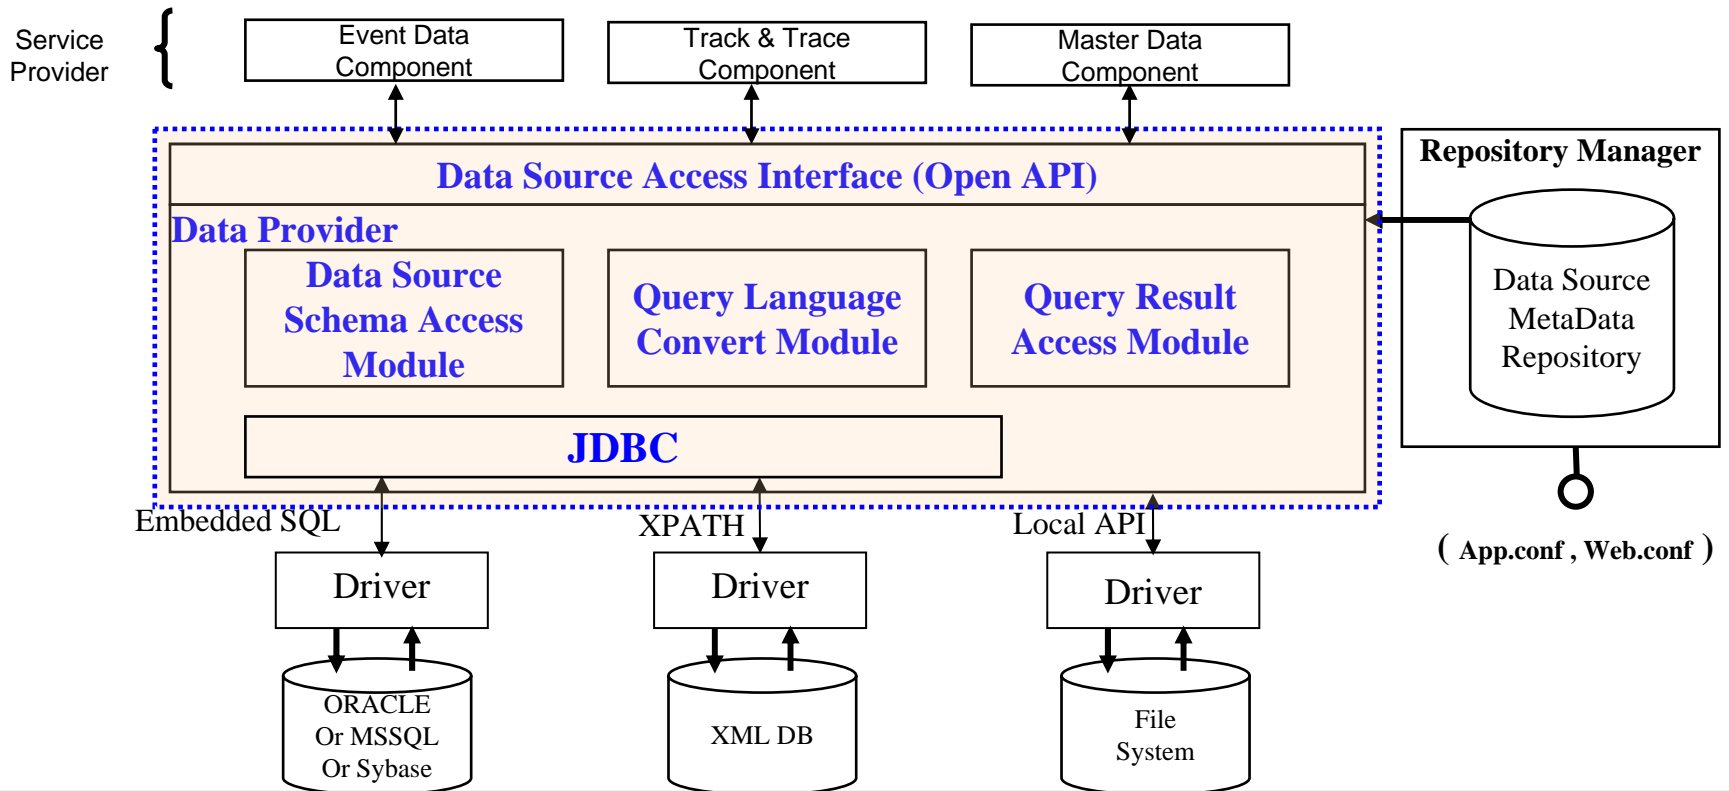 Service
Provider
{
Event Data
Component
Track & Trace
Component
Master Data
Component
Data Source Access Interface (Open API)
Data Provider
Data Source
Schema Access
Module
Query Language
Convert Module
Query Result
Access Module
JDBC
Repository Manager
Data Source
MetaData
Repository
( App.conf , Web.conf )
Embedded SQL
XPATH
Local API
Driver
Driver
Driver
ORACLE
Or MSSQL
Or Sybase
XML DB
File
System